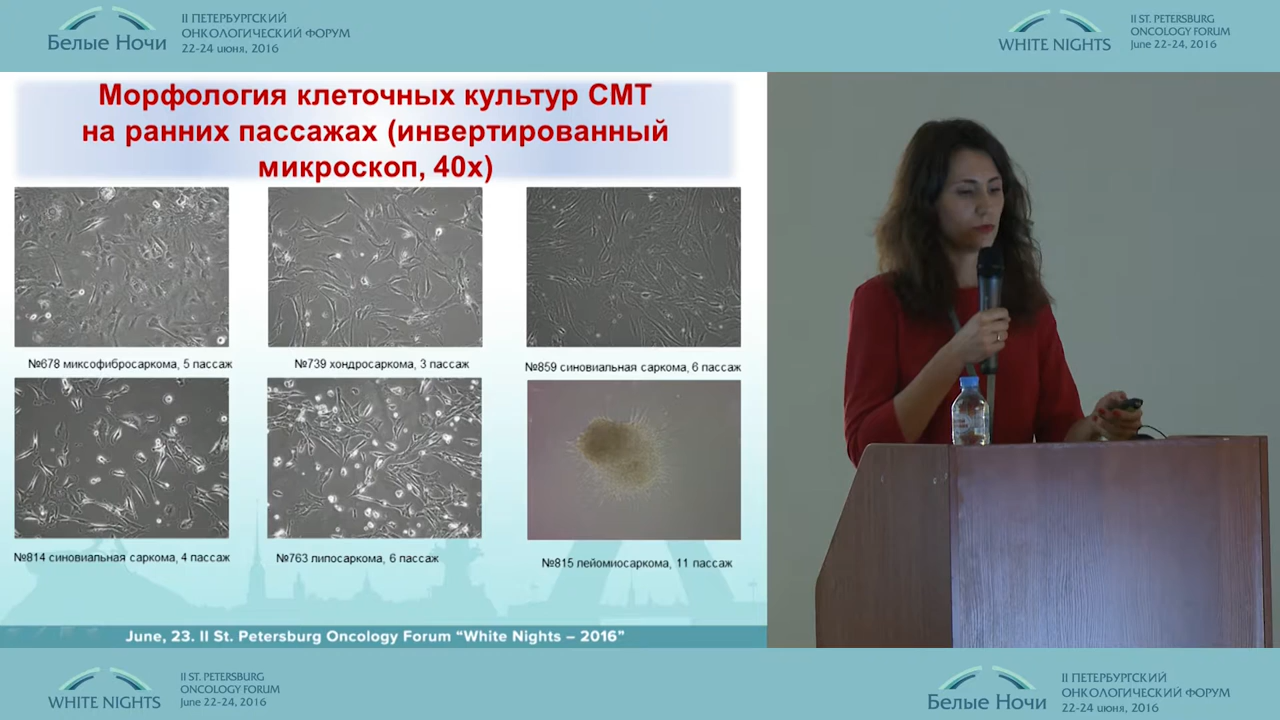 Белые Ночи
II ПЕТЕРБУРГСКИЙ
ОНКОЛОГИЧЕСКИЙ ФОРУМ
22-24 июня, 2016
WHITE NIGHTS
II ST. PETERSBURG
ONCOLOGY FORUM
June 22-24, 2016
Морфология клеточных культур СМТ
на ранних пассажах (инвертированный
микроскоп, 40х)
№678 миксофибросаркома, 5 пассаж
№739 хондросаркома, 3 пассаж
№859 синовиальная саркома, 6 пассаж
№814 синовиальная саркома, 4 пассаж
№763 липосаркома, 6 пассаж
№815 лейомиосаркома, 11 пассаж
June, 23. II St. Petersburg Oncology Forum “White Nights – 2016”
WHITE NIGHTS
II ST. PETERSBURG
ONCOLOGY FORUM
June 22-24, 2016
Белые Ночи
II ПЕТЕРБУРГСКИЙ
ОНКОЛОГИЧЕСКИЙ ФОРУМ
22-24 июня, 2016